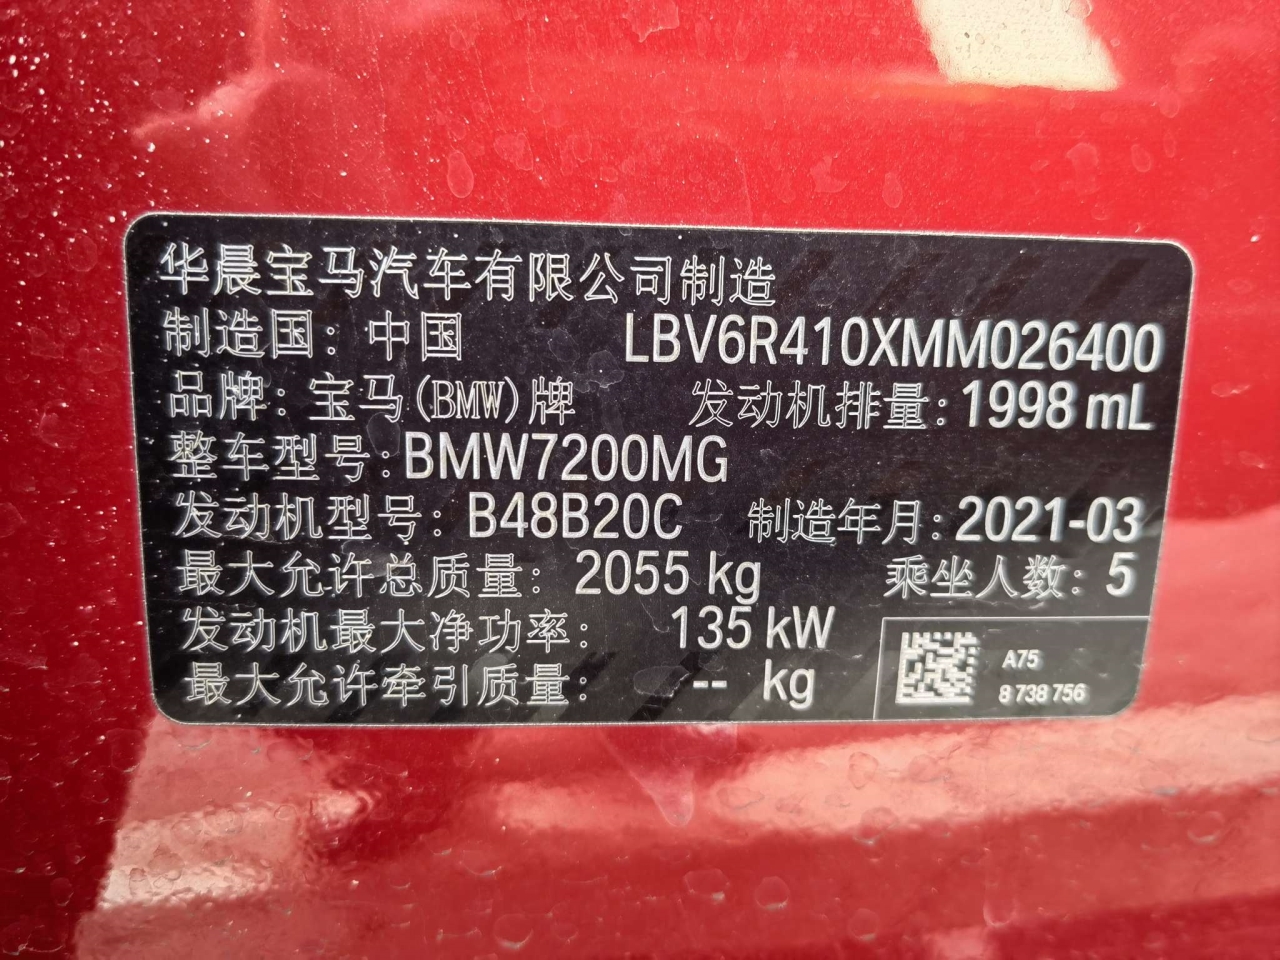 华晨宝马汽车有限公司制造
制造国：中国 LBV6R410XMM026400
品牌：宝马(BMW)牌 发动机排量：1998 mL
整车型号：BMW7200MG
发动机型号：B48B20C 制造年月：2021-03
最大允许总质量：2055 kg 乘坐人数：5
发动机最大净功率：135 kW
最大允许牵引质量：-- kg
A75
8 738 756